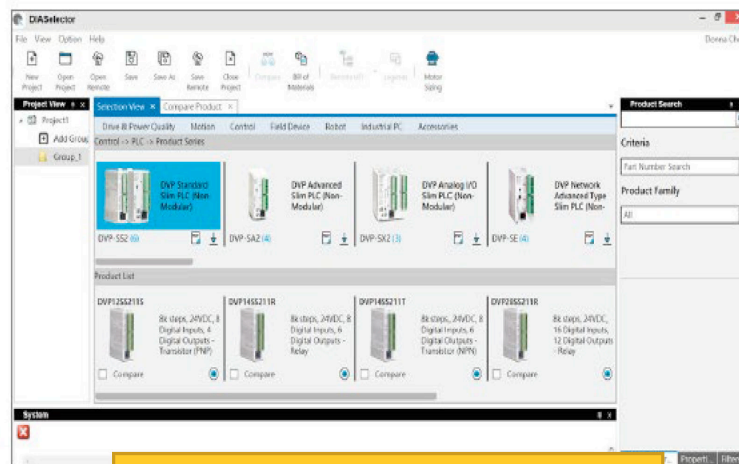 DIASelector
File View Option Help
New Project
Open Project
Open Remote
Save
Save As
Save Remote
Close Project
Compare
Bill of Materials
Legends
Motor Sizing
Project View
Selection View × Compare Product ×
Product Search
Project1
Add Group
Group_1
Drive & Power Quality Motion Control Field Device Robot Industrial PC Accessories
Control -> PLC -> Product Series
Criteria
Part Number Search
Product Family
All
DVP Standard
Slim PLC (Non-
Modular)
DVP-SS2 (6)
DVP Advanced
Slim PLC (Non-
Modular)
DVP-SA2 (4)
DVP Analog I/O
Slim PLC (Non-
Modular)
DVP-SX2 (3)
DVP Network
Advanced Type
Slim PLC (Non-
DVP-SE (4)
Product List
DVP12SS211S
8k steps, 24VDC, 8
Digital Inputs, 4
Digital Outputs -
Transistor (PNP)
Compare
DVP14SS211R
8k steps, 24VDC, 8
Digital Inputs, 6
Digital Outputs -
Relay
Compare
DVP14SS211T
8k steps, 24VDC, 8
Digital Inputs, 6
Digital Outputs -
Transistor (NPN)
Compare
DVP28SS211R
8k steps, 24VDC,
16 Digital Inputs,
12 Digital Outputs
- Relay
Compare
System
Properti... Filter